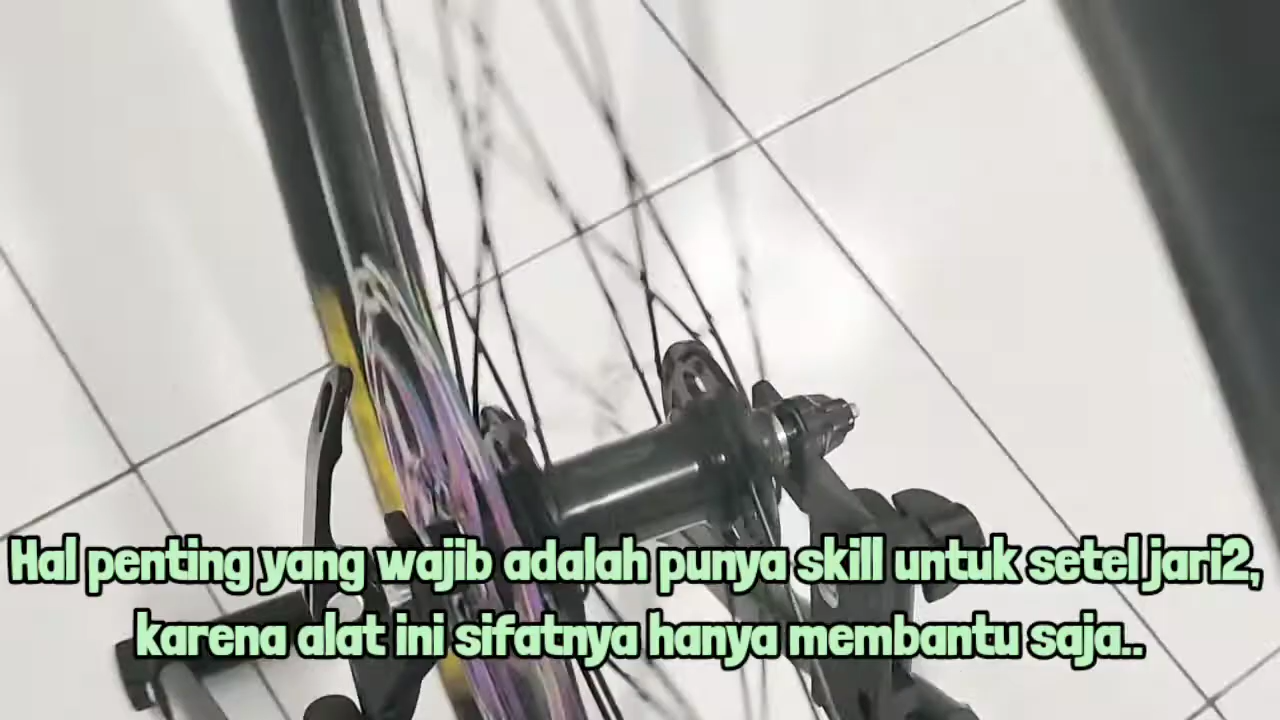 Hal penting yang wajib adalah punya skill untuk setel jari2,
karena alat ini sifatnya hanya membantu saja..